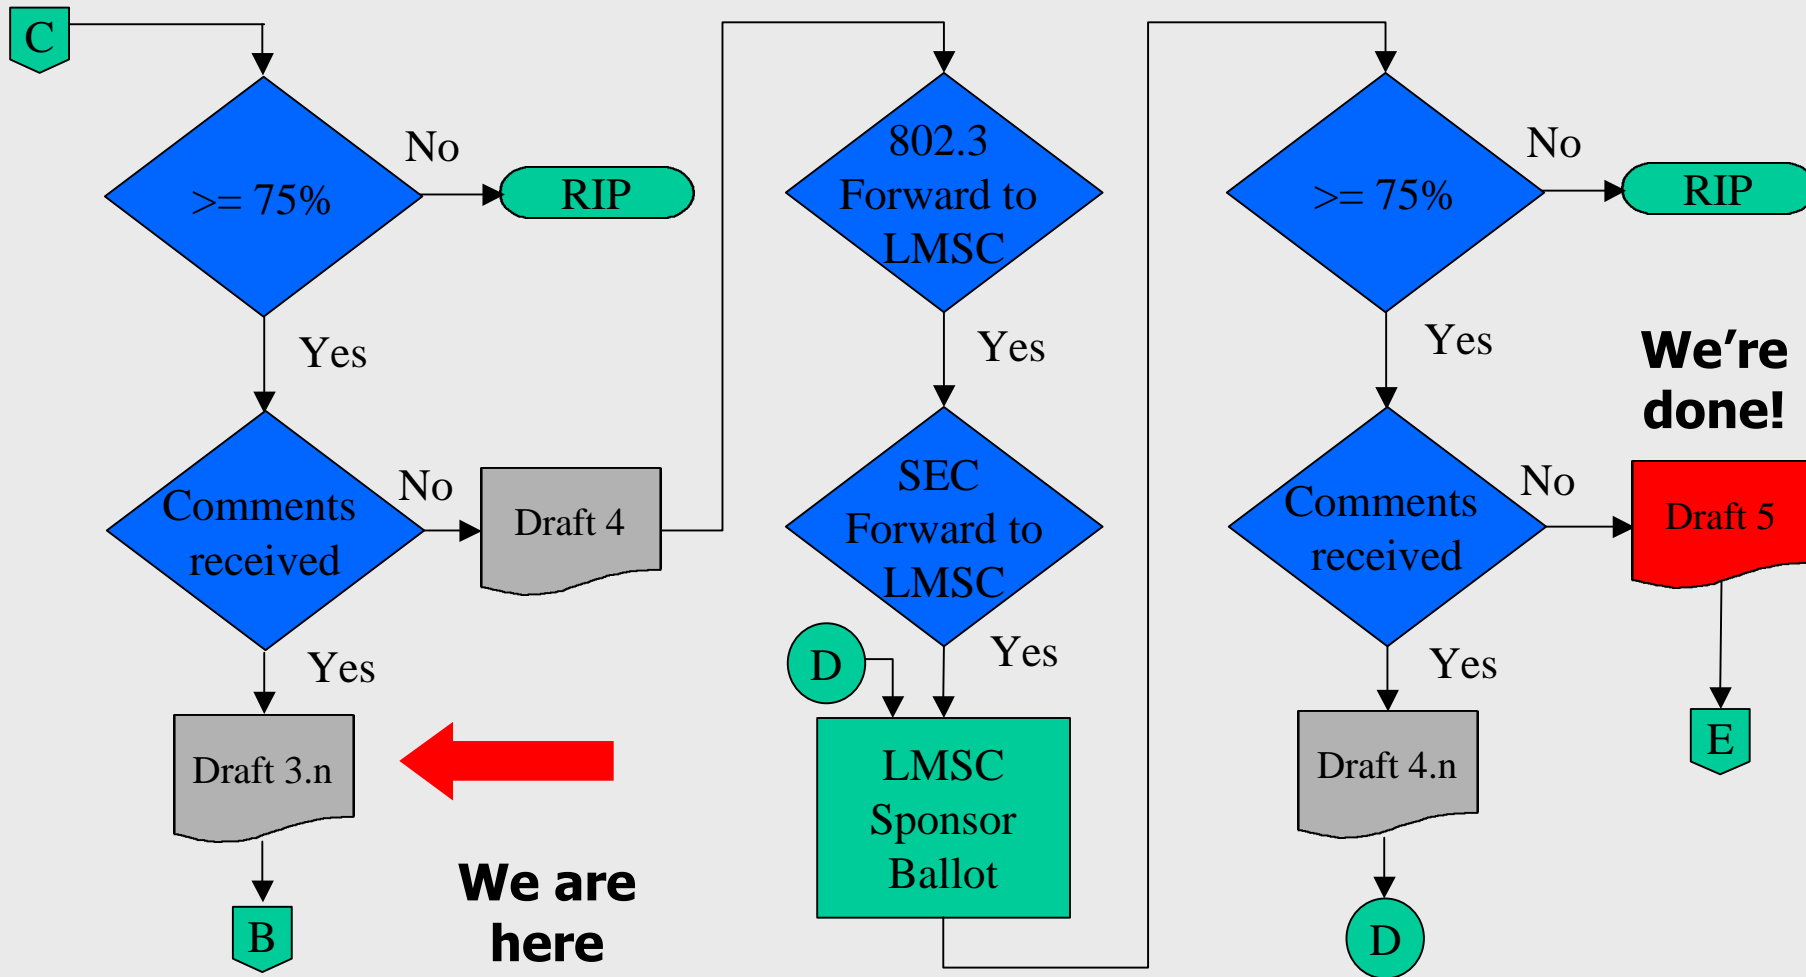 C
>= 75%
No
RIP
Yes
Comments
received
No
Draft 4
Yes
Draft 3.n
B
We are
here
802.3
Forward to
LMSC
Yes
SEC
Forward to
LMSC
Yes
D
LMSC
Sponsor
Ballot
>= 75%
No
RIP
Yes
We're
done!
Comments
received
No
Draft 5
Yes
Draft 4.n
D
E